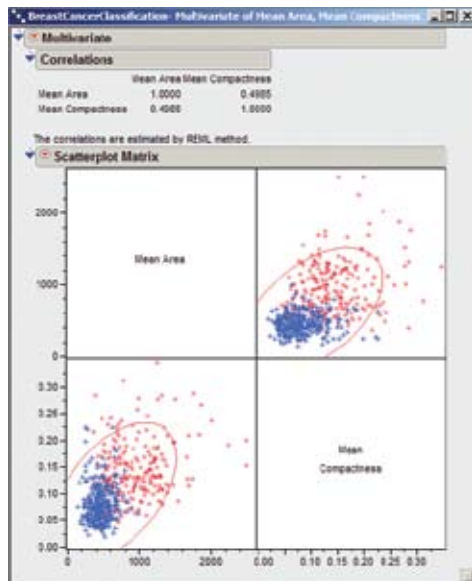 BreastCancerClassification- Multivariate of Mean Area, Mean Compactness
Multivariate
Correlations
Mean Area Mean Compactness
Mean Area 1.0000 0.4985
Mean Compactness 0.4985 1.0000
The correlations are estimated by REML method.
Scatterplot Matrix
2000
1000
0
Mean Area
0.30
0.25
0.20
0.15
0.10
0.05
0.00
Mean
Compactness
0 1000 2000 0.00 0.10 0.15 0.20 0.25 0.30